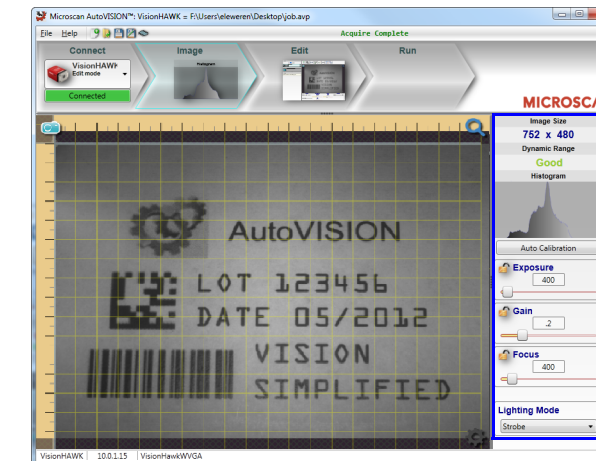 Microscan AutoVISION™: VisionHAWK = F:\Users\eleweren\Desktop\job.avp
File Help
Acquire Complete
Connect
Image
Edit
Run
VisionHAWK
Edit mode
Connected
MICROSCA
Image Size
752 x 480
Dynamic Range
Good
Histogram
Auto Calibration
Exposure
400
Gain
.2
Focus
400
Lighting Mode
Strobe
AutoVISION
LOT 123456
DATE 05/2012
VISION
SIMPLIFIED
VisionHAWK 10.0.1.15 VisionHawkWVGA